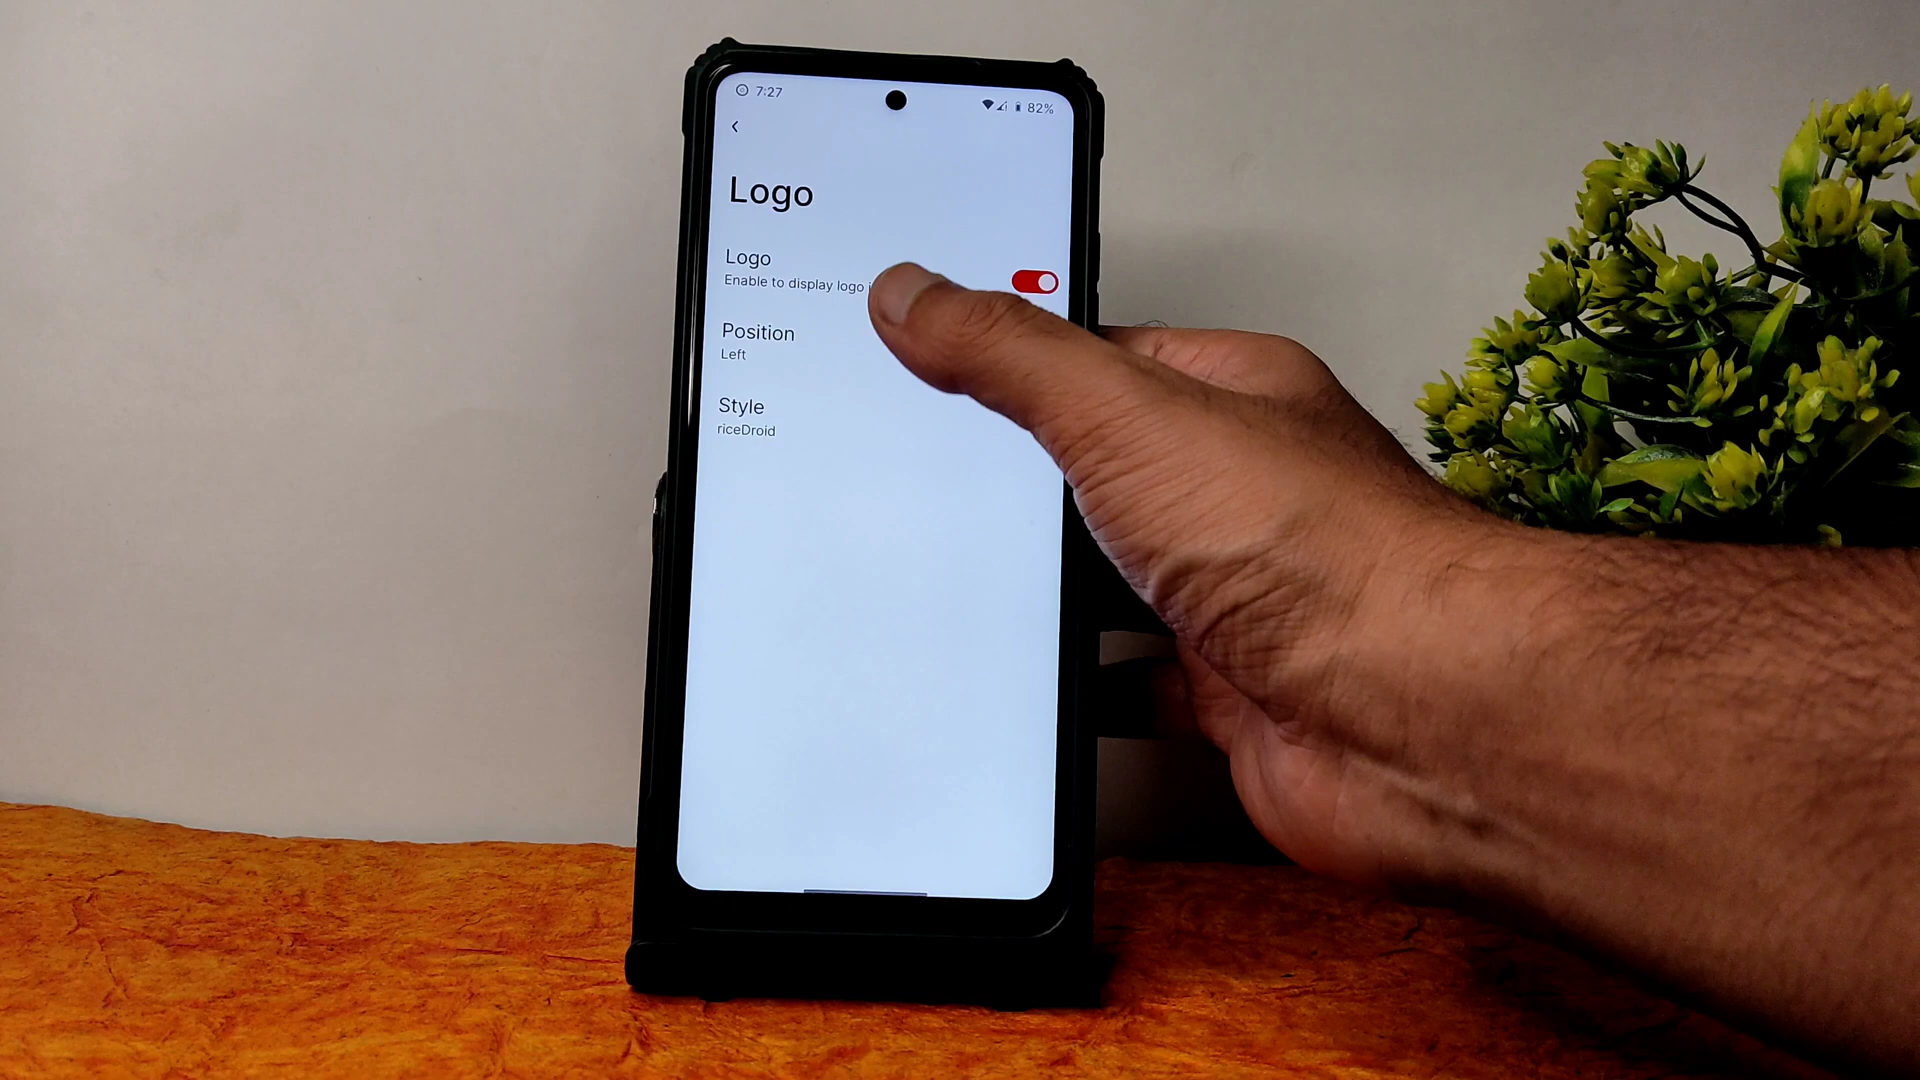 7:27
82%
Logo
Logo
Enable to display logo
Position
Left
Style
riceDroid